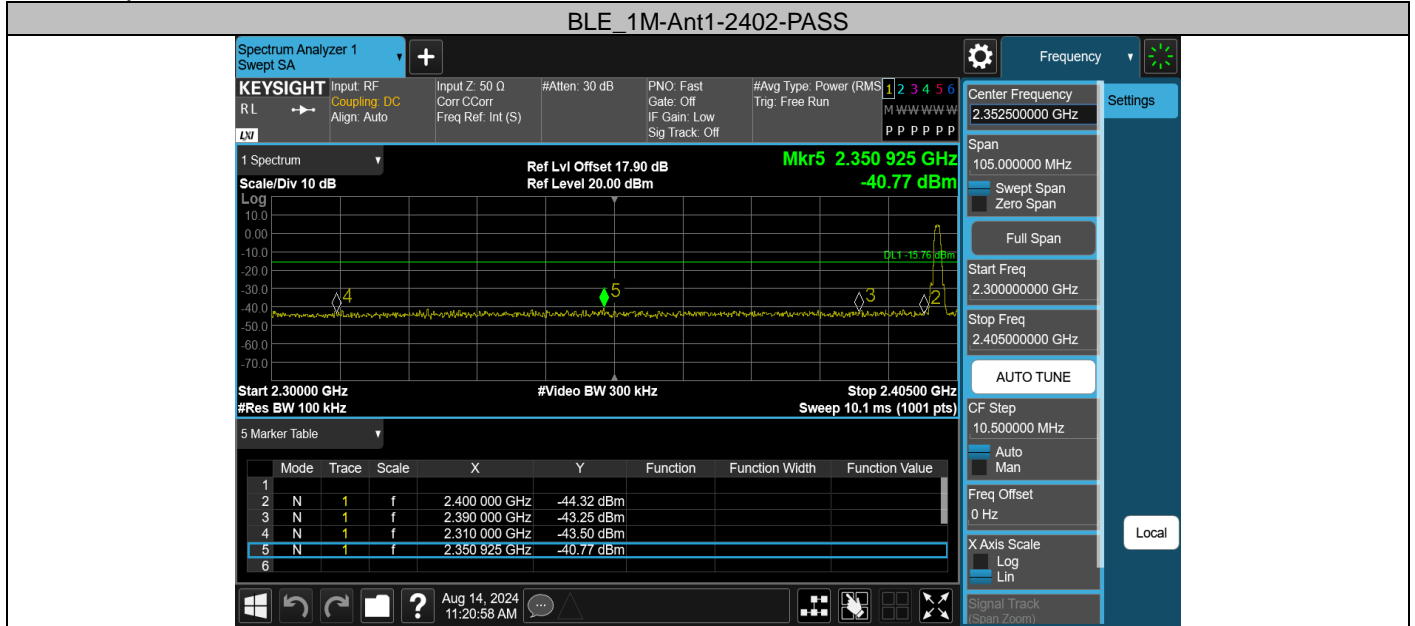 BLE_1M-Ant1-2402-PASS
Spectrum Analyzer 1
Swept SA
+
Frequency
KEYSIGHT
RL
LXI
Input: RF
Coupling: DC
Align: Auto
Input Z: 50 Ω
Corr CCorr
Freq Ref: Int (S)
#Atten: 30 dB
PNO: Fast
Gate: Off
IF Gain: Low
Sig Track: Off
#Avg Type: Power (RMS
Trig: Free Run
1 2 3 4 5 6
M W W W W W
P P P P P P
1 Spectrum
Scale/Div 10 dB
Ref Lvl Offset 17.90 dB
Ref Level 20.00 dBm
Mkr5 2.350 925 GHz
-40.77 dBm
Log
10.0
0.00
-10.0
-20.0
-30.0
-40.0
-50.0
-60.0
-70.0
DL1 -15.76 dBm
4
5
3
2
Start 2.30000 GHz
#Res BW 100 kHz
#Video BW 300 kHz
Stop 2.40500 GHz
Sweep 10.1 ms (1001 pts)
5 Marker Table
Mode Trace Scale X Y Function Function Width Function Value
1
2 N 1 f 2.400 000 GHz -44.32 dBm
3 N 1 f 2.390 000 GHz -43.25 dBm
4 N 1 f 2.310 000 GHz -43.50 dBm
5 N 1 f 2.350 925 GHz -40.77 dBm
6
?
Aug 14, 2024
11:20:58 AM
Center Frequency
2.352500000 GHz
Settings
Span
105.000000 MHz
Swept Span
Zero Span
Full Span
Start Freq
2.300000000 GHz
Stop Freq
2.405000000 GHz
AUTO TUNE
CF Step
10.500000 MHz
Auto
Man
Freq Offset
0 Hz
X Axis Scale
Log
Lin
Local
Signal Track
(Span Zoom)